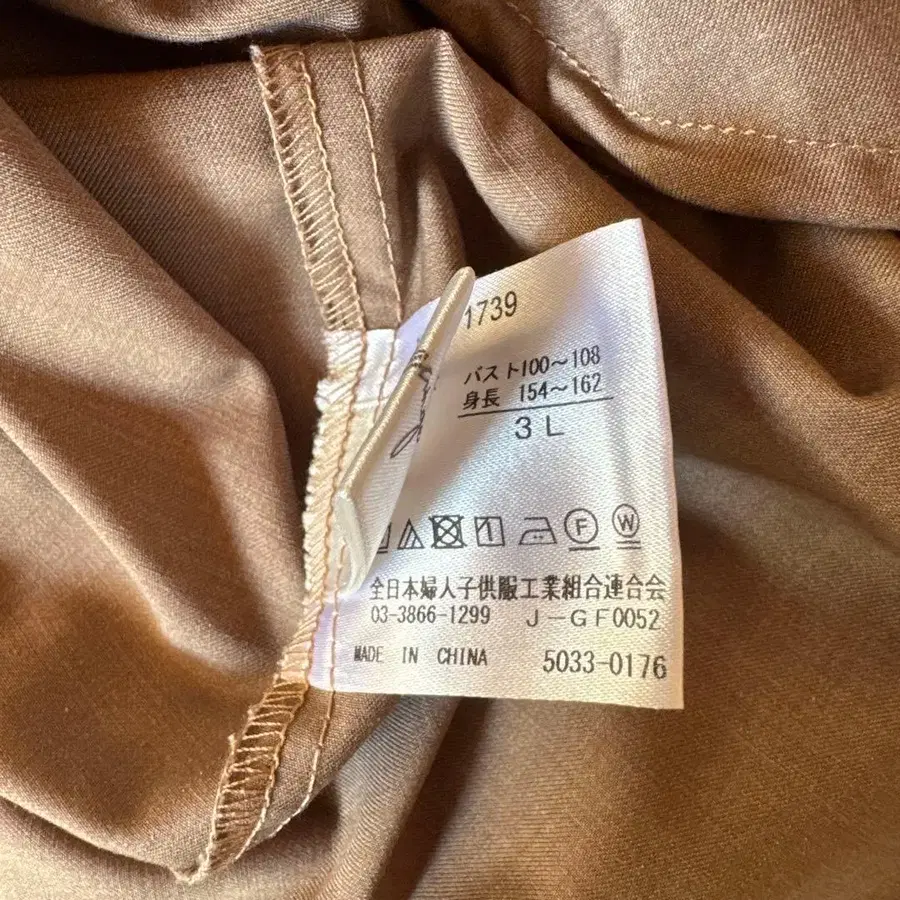 1739
バスト100～108
身長 154～162
3L
F W
全日本婦人子供服工業組合連合会
03-3866-1299 J-GF0052
MADE IN CHINA 5033-0176